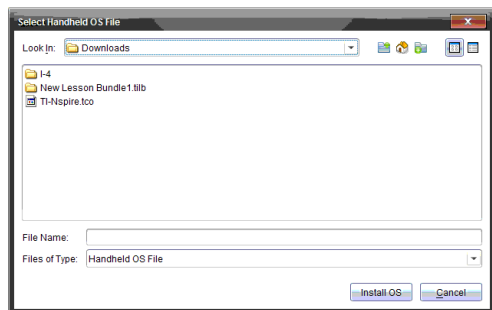 Select Handheld OS File
Look In: Downloads
I-4
New Lesson Bundle1.tilb
TI-Nspire.tco
File Name:
Files of Type: Handheld OS File
Install OS Cancel